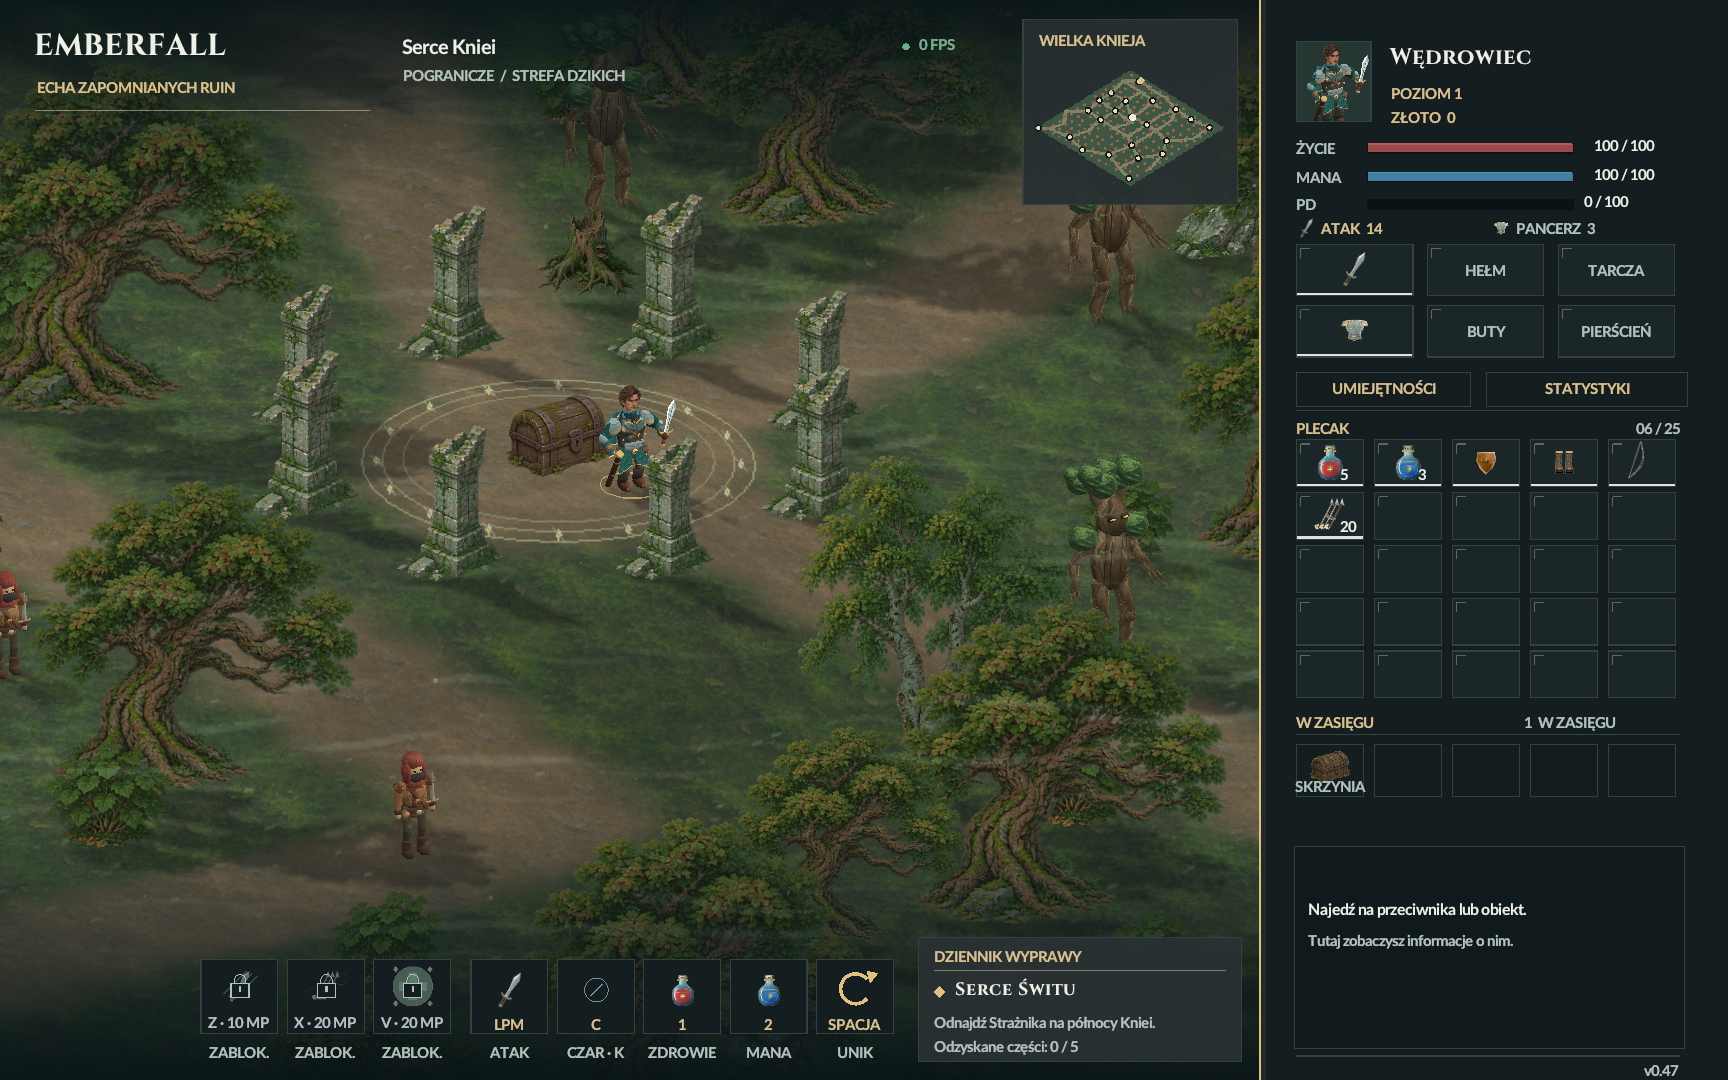 EMBERFALL
ECHA ZAPOMNIANYCH RUIN
Serce Kniei
POGRANICZE / STREFA DZIKICH
0 FPS
WIELKA KNIEJA
WĘDROWIEC
POZIOM 1
ZŁOTO 0
ŻYCIE 100 / 100
MANA 100 / 100
PD 0 / 100
ATAK 14 PANCERZ 3
HEŁM TARCZA
BUTY PIERŚCIEŃ
UMIEJĘTNOŚCI STATYSTYKI
PLECAK 06 / 25
5 3
20
W ZASIĘGU 1 W ZASIĘGU
SKRZYNIA
Najedź na przeciwnika lub obiekt.
Tutaj zobaczysz informacje o nim.
v0.47
Z · 10 MP X · 20 MP V · 20 MP LPM C 1 2 SPACJA
ZABLOK. ZABLOK. ZABLOK. ATAK CZAR · K ZDROWIE MANA UNIK
DZIENNIK WYPRAWY
SERCE ŚWITU
Odnajdź Strażnika na północy Kniei.
Odzyskane części: 0 / 5